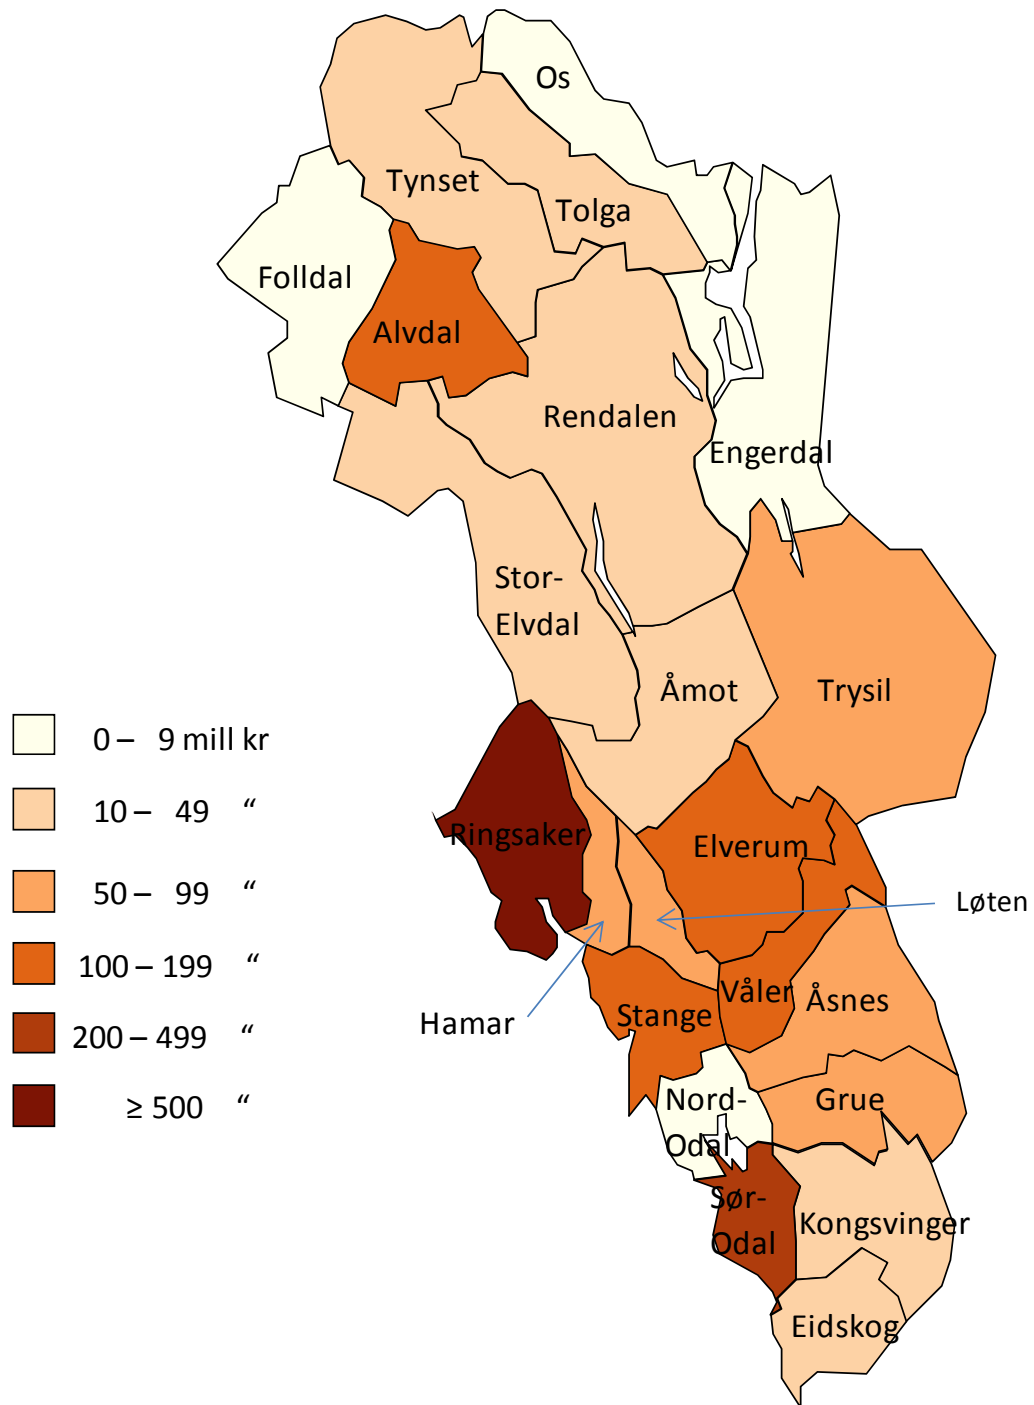 Os
Tynset
Tolga
Folldal
Alvdal
Rendalen
Engerdal
Stor-
Elvdal
Åmot
Trysil
0 – 9 mill kr
10 – 49 “
50 – 99 “
100 – 199 “
200 – 499 “
≥ 500 “
Ringsaker
Elverum
Løten
Hamar
Stange
Våler
Åsnes
Nord-
Odal
Grue
Sør-
Odal
Kongsvinger
Eidskog